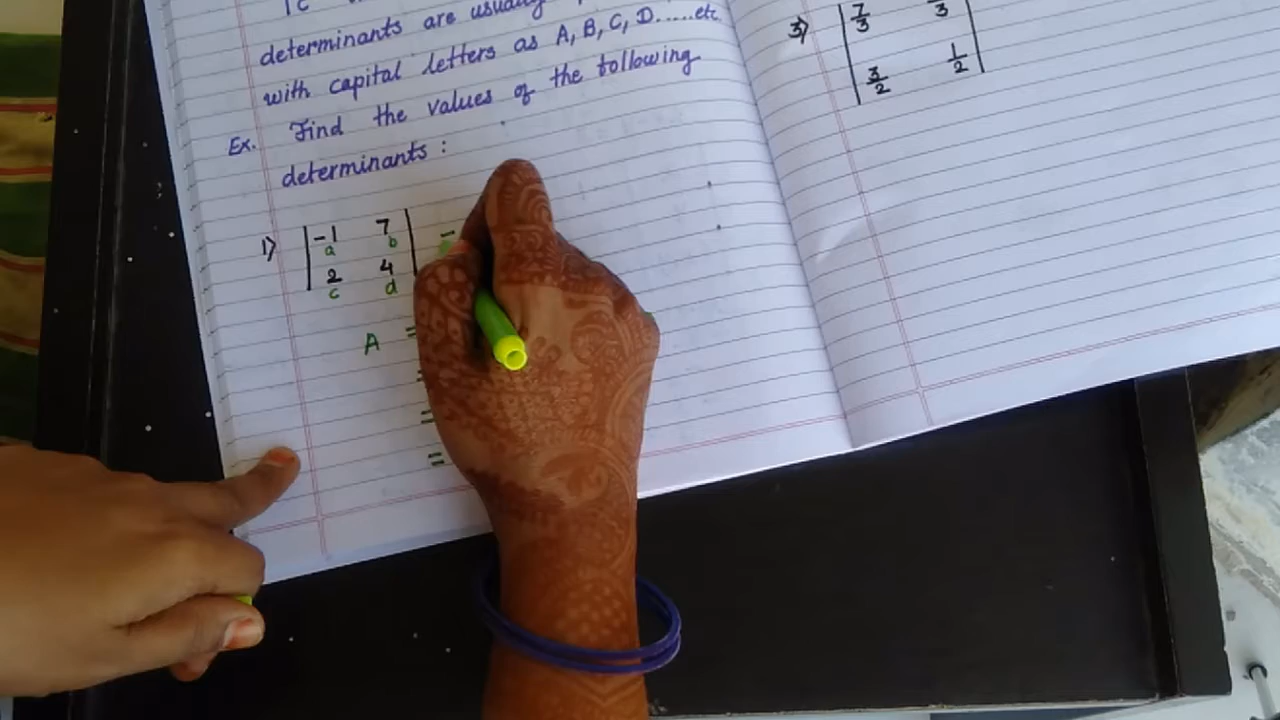 determinants are usually
with capital letters as A, B, C, D.....etc
Ex. Find the values of the following
determinants :
1) | -1 7 |
a b
2 4
c d
A =
=
=
=
3) | 7/3 /3 |
3/2 1/2